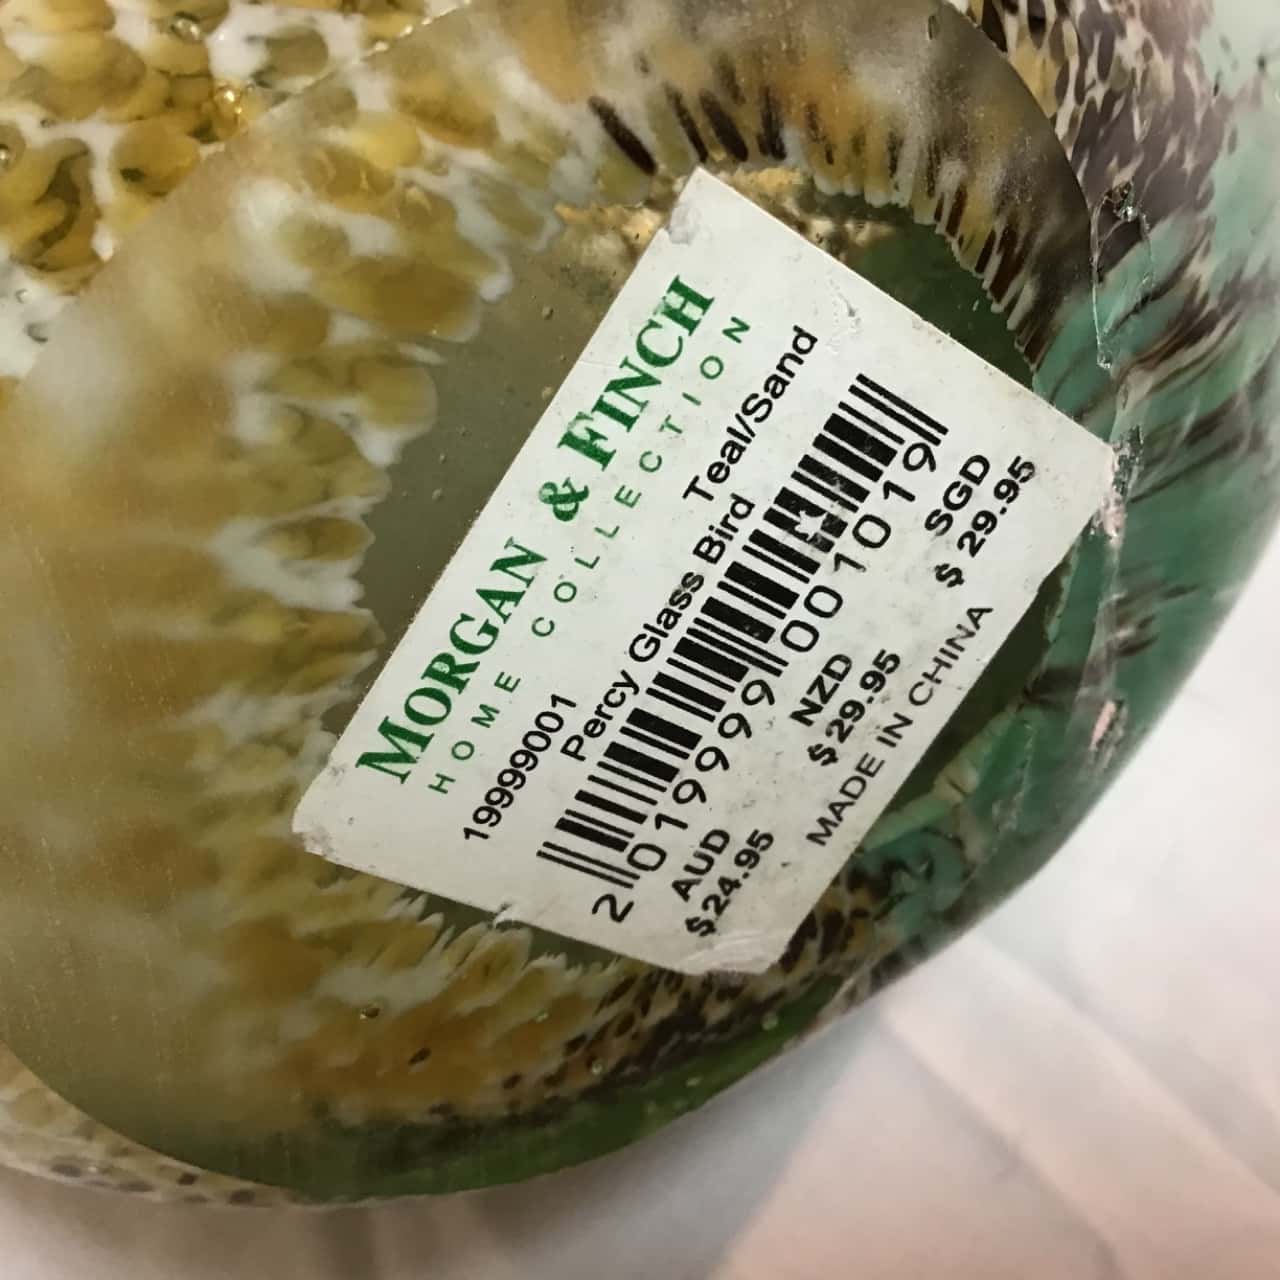 MORGAN & FINCH
HOME COLLECTION
19999001
Percy Glass Bird Teal/Sand
2 019999 001019
AUD NZD SGD
$24.95 $29.95 $29.95
MADE IN CHINA